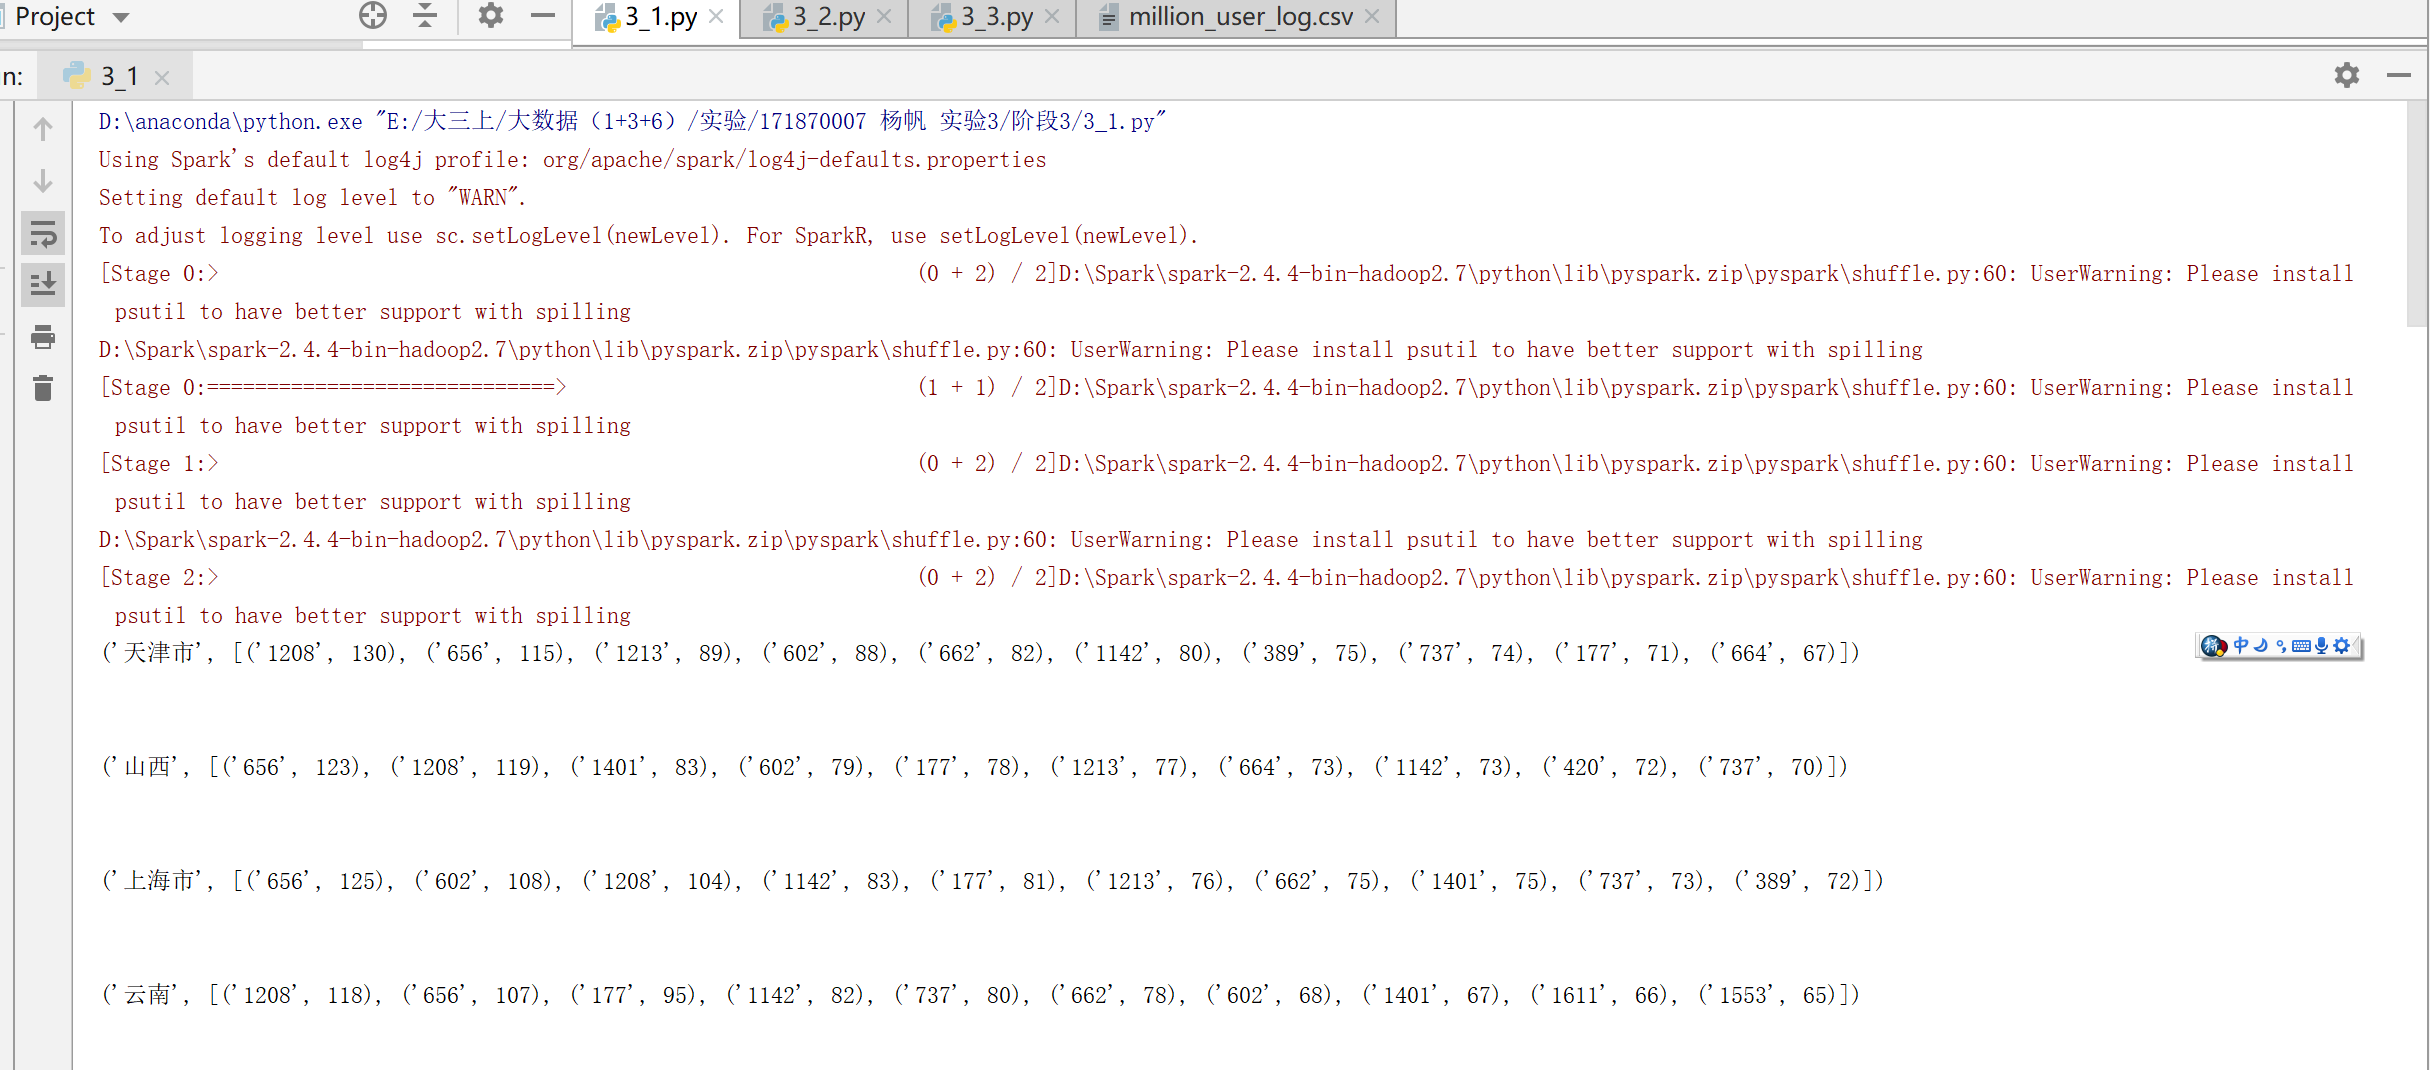 Project
3_1.py
3_2.py
3_3.py
million_user_log.csv
n:
3_1
D:\anaconda\python.exe "E:/大三上/大数据（1+3+6）/实验/171870007 杨帆 实验3/阶段3/3_1.py"
Using Spark's default log4j profile: org/apache/spark/log4j-defaults.properties
Setting default log level to "WARN".
To adjust logging level use sc.setLogLevel(newLevel). For SparkR, use setLogLevel(newLevel).
[Stage 0:> (0 + 2) / 2]D:\Spark\spark-2.4.4-bin-hadoop2.7\python\lib\pyspark.zip\pyspark\shuffle.py:60: UserWarning: Please install
psutil to have better support with spilling
D:\Spark\spark-2.4.4-bin-hadoop2.7\python\lib\pyspark.zip\pyspark\shuffle.py:60: UserWarning: Please install psutil to have better support with spilling
[Stage 0:=============================> (1 + 1) / 2]D:\Spark\spark-2.4.4-bin-hadoop2.7\python\lib\pyspark.zip\pyspark\shuffle.py:60: UserWarning: Please install
psutil to have better support with spilling
[Stage 1:> (0 + 2) / 2]D:\Spark\spark-2.4.4-bin-hadoop2.7\python\lib\pyspark.zip\pyspark\shuffle.py:60: UserWarning: Please install
psutil to have better support with spilling
D:\Spark\spark-2.4.4-bin-hadoop2.7\python\lib\pyspark.zip\pyspark\shuffle.py:60: UserWarning: Please install psutil to have better support with spilling
[Stage 2:> (0 + 2) / 2]D:\Spark\spark-2.4.4-bin-hadoop2.7\python\lib\pyspark.zip\pyspark\shuffle.py:60: UserWarning: Please install
psutil to have better support with spilling
('天津市', [('1208', 130), ('656', 115), ('1213', 89), ('602', 88), ('662', 82), ('1142', 80), ('389', 75), ('737', 74), ('177', 71), ('664', 67)])
中
('山西', [('656', 123), ('1208', 119), ('1401', 83), ('602', 79), ('177', 78), ('1213', 77), ('664', 73), ('1142', 73), ('420', 72), ('737', 70)])
('上海市', [('656', 125), ('602', 108), ('1208', 104), ('1142', 83), ('177', 81), ('1213', 76), ('662', 75), ('1401', 75), ('737', 73), ('389', 72)])
('云南', [('1208', 118), ('656', 107), ('177', 95), ('1142', 82), ('737', 80), ('662', 78), ('602', 68), ('1401', 67), ('1611', 66), ('1553', 65)])